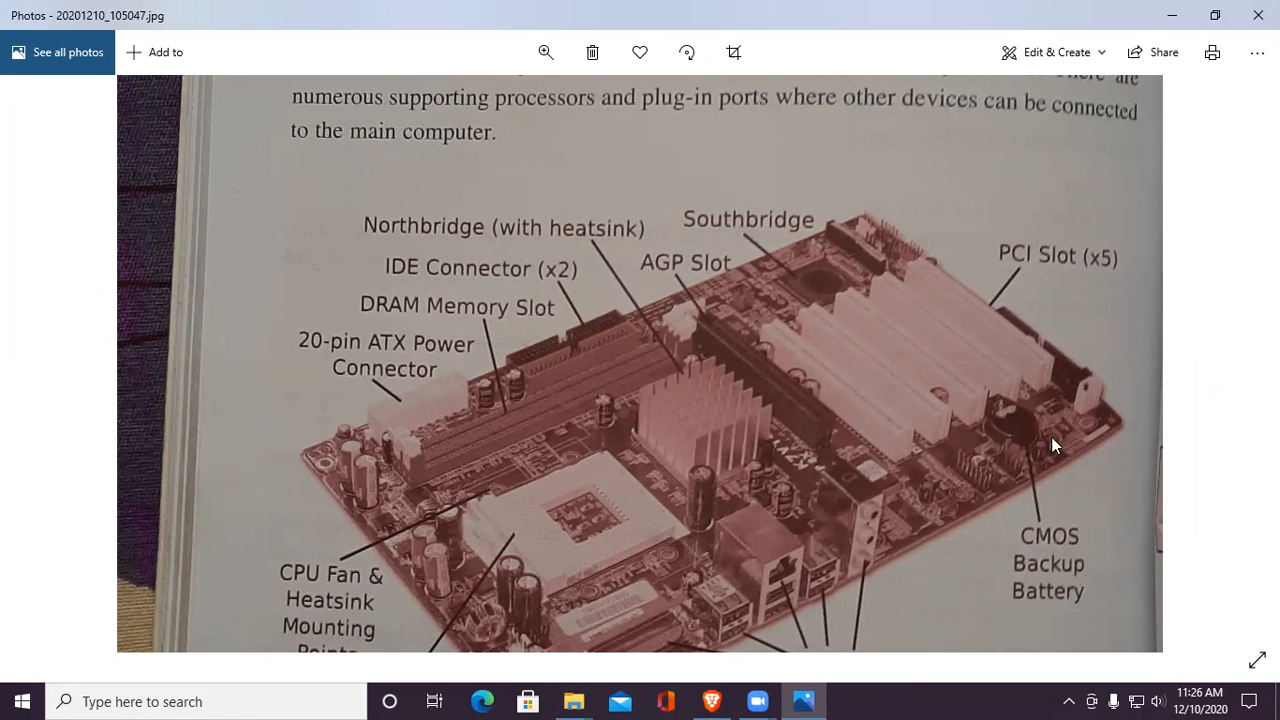 Photos - 20201210_105047.jpg
See all photos
Add to
Edit & Create
Share
There are
numerous supporting processors and plug-in ports where other devices can be connected
to the main computer.
Northbridge (with heatsink)
Southbridge
IDE Connector (x2)
AGP Slot
PCI Slot (x5)
DRAM Memory Slot
20-pin ATX Power
Connector
CMOS
Backup
Battery
CPU Fan &
Heatsink
Mounting
Points
Type here to search
11:26 AM
12/10/2020